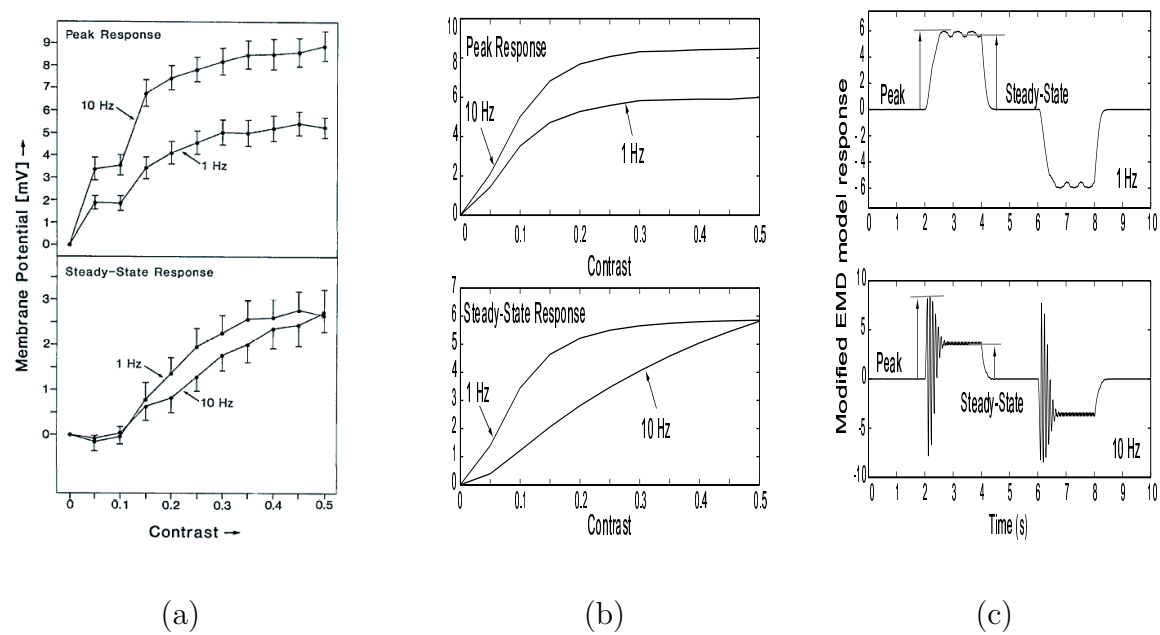 Membrane Potential [mV] →
Peak Response
9
8
7
6
5
4
3
2
1
0
10 Hz
1 Hz
Steady-State Response
3
2
1
0
1 Hz
10 Hz
0 0.1 0.2 0.3 0.4 0.5
Contrast →
(a)
Peak Response
10
8
6
4
2
0
10 Hz
1 Hz
0 0.1 0.2 0.3 0.4 0.5
Contrast
Steady-State Response
7
6
5
4
3
2
1
0
1 Hz
10 Hz
0 0.1 0.2 0.3 0.4 0.5
Contrast
(b)
Modified EMD model response
6
4
2
0
-2
-4
-6
Peak
Steady-State
1 Hz
0 1 2 3 4 5 6 7 8 9 10
10
5
0
-5
-10
Peak
Steady-State
10 Hz
0 1 2 3 4 5 6 7 8 9 10
Time (s)
(c)